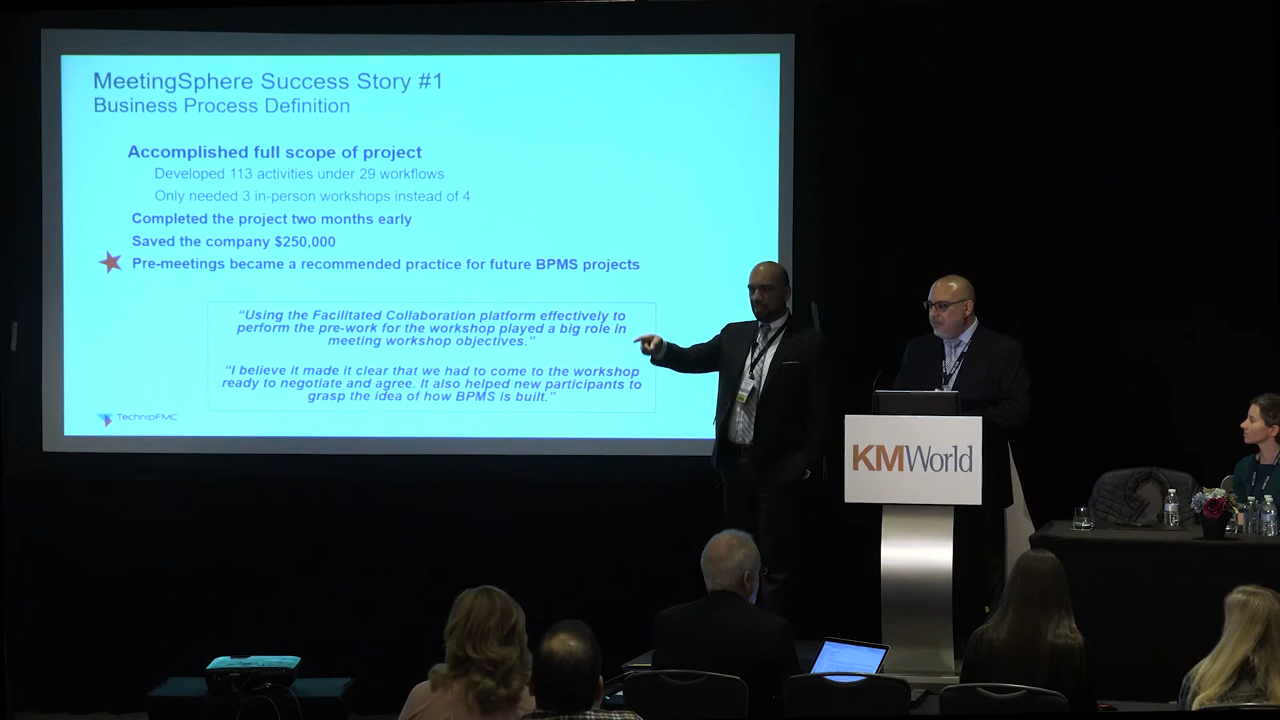 MeetingSphere Success Story #1
Business Process Definition
Accomplished full scope of project
Developed 113 activities under 29 workflows
Only needed 3 in-person workshops instead of 4
Completed the project two months early
Saved the company $250,000
Pre-meetings became a recommended practice for future BPMS projects
“Using the Facilitated Collaboration platform effectively to
perform the pre-work for the workshop played a big role in
meeting workshop objectives.”
“I believe it made it clear that we had to come to the workshop
ready to negotiate and agree. It also helped new participants to
grasp the idea of how BPMS is built.”
TechnipFMC
KMWorld